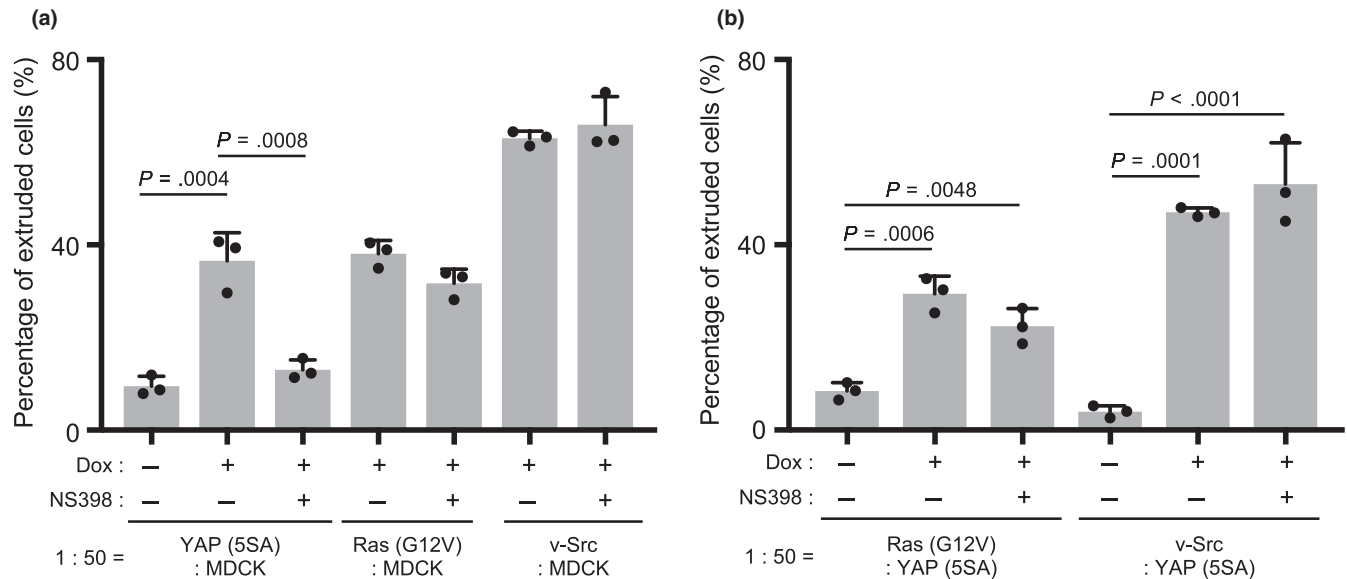 (a)
Percentage of extruded cells (%)
80
40
0
P = .0004
P = .0008
Dox : – + + + + + +
NS398 : – – + – + – +
1 : 50 =
YAP (5SA)
: MDCK
Ras (G12V)
: MDCK
v-Src
: MDCK
(b)
Percentage of extruded cells (%)
80
40
0
P < .0001
P = .0001
P = .0048
P = .0006
Dox : – + + – + +
NS398 : – – + – – +
1 : 50 =
Ras (G12V)
: YAP (5SA)
v-Src
: YAP (5SA)